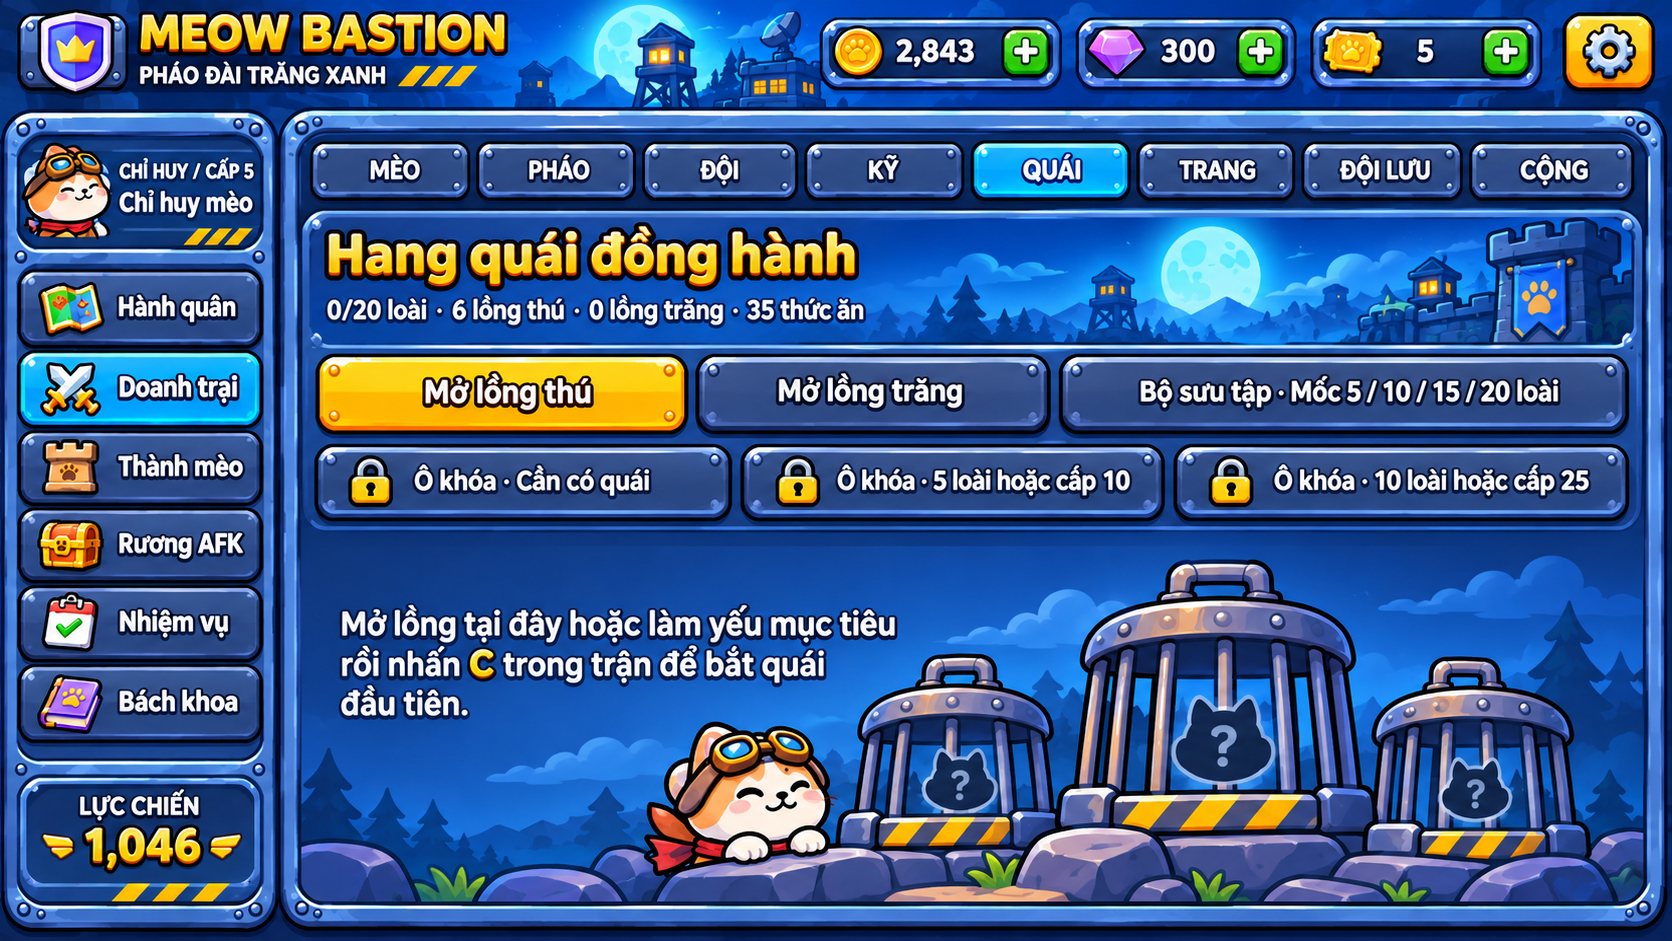 MEOW BASTION
PHÁO ĐÀI TRĂNG XANH
2,843
300
5
CHỈ HUY / CẤP 5
Chỉ huy mèo
Hành quân
Doanh trại
Thành mèo
Rương AFK
Nhiệm vụ
Bách khoa
LỰC CHIẾN
1,046
MÈO
PHÁO
ĐỘI
KỸ
QUÁI
TRANG
ĐỘI LƯU
CỘNG
Hang quái đồng hành
0/20 loài · 6 lồng thú · 0 lồng trăng · 35 thức ăn
Mở lồng thú
Mở lồng trăng
Bộ sưu tập · Mốc 5 / 10 / 15 / 20 loài
Ô khóa · Cần có quái
Ô khóa · 5 loài hoặc cấp 10
Ô khóa · 10 loài hoặc cấp 25
Mở lồng tại đây hoặc làm yếu mục tiêu
rồi nhấn C trong trận để bắt quái
đầu tiên.
?
?
?